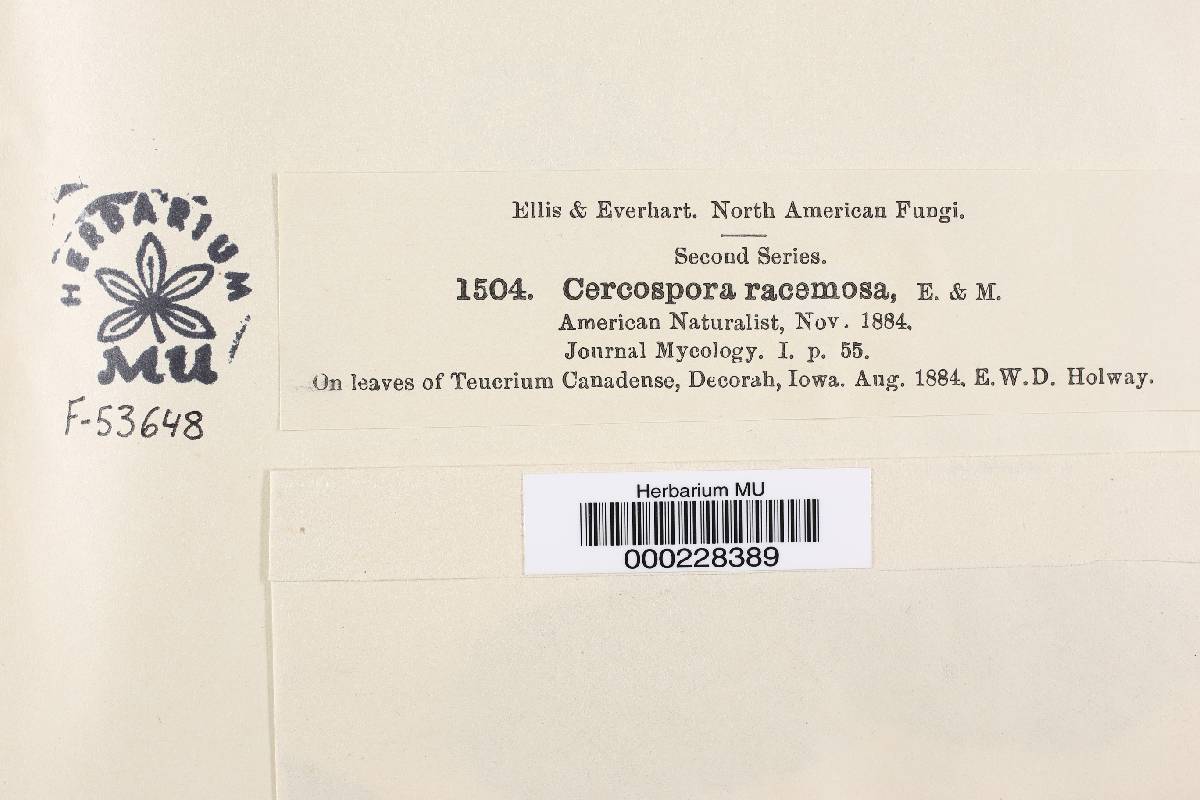 HERBARIUM
MU
F-53648
Ellis & Everhart. North American Fungi.
Second Series.
1504. Cercospora racemosa, E. & M.
American Naturalist, Nov. 1884.
Journal Mycology. I. p. 55.
On leaves of Teucrium Canadense, Decorah, Iowa. Aug. 1884. E.W.D. Holway.
Herbarium MU
000228389